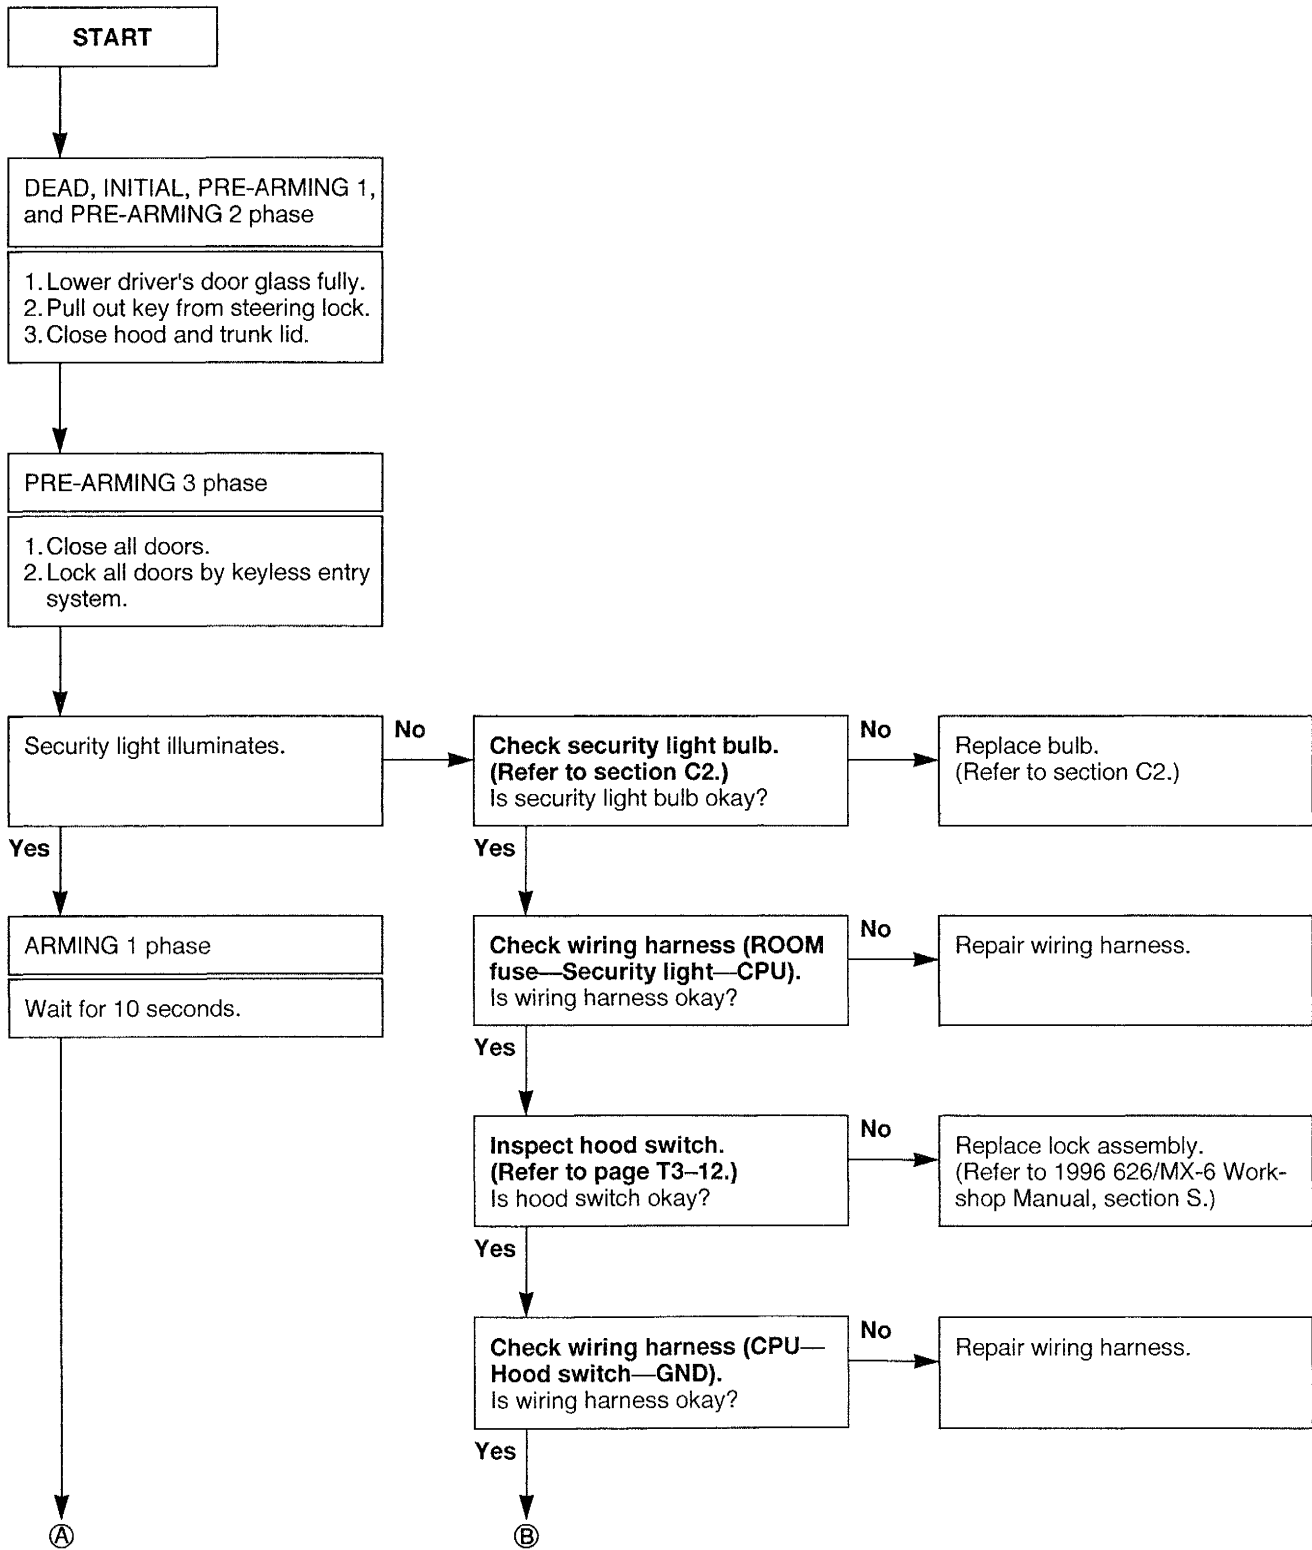 START
DEAD, INITIAL, PRE-ARMING 1,
and PRE-ARMING 2 phase
1. Lower driver's door glass fully.
2. Pull out key from steering lock.
3. Close hood and trunk lid.
PRE-ARMING 3 phase
1. Close all doors.
2. Lock all doors by keyless entry
system.
Security light illuminates.
No
Check security light bulb.
(Refer to section C2.)
Is security light bulb okay?
No
Replace bulb.
(Refer to section C2.)
Yes
Yes
ARMING 1 phase
Wait for 10 seconds.
Check wiring harness (ROOM
fuse—Security light—CPU).
Is wiring harness okay?
No
Repair wiring harness.
Yes
Inspect hood switch.
(Refer to page T3–12.)
Is hood switch okay?
No
Replace lock assembly.
(Refer to 1996 626/MX-6 Work-
shop Manual, section S.)
Yes
Check wiring harness (CPU—
Hood switch—GND).
Is wiring harness okay?
No
Repair wiring harness.
Yes
Ⓐ
Ⓑ